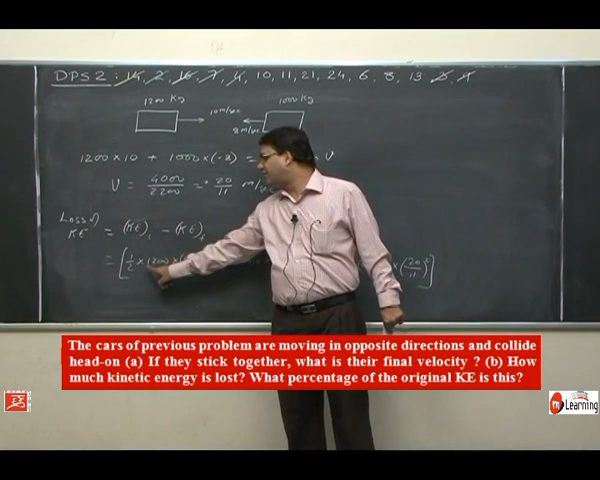 DPS2 : 14, 2, 16, 7, 4, 10, 11, 21, 24, 6, 8, 13
1200 Kg
1000 Kg
10 m/sec
8 m/sec
1200 × 10 + 1000 × (-8) = × V
V = 4000/2200 = 20/11 m/sec
Loss of
KE = (KE)i - (KE)f
= [ 1/2 × 1200 × × (20/11)² ]
The cars of previous problem are moving in opposite directions and collide
head-on (a) If they stick together, what is their final velocity ? (b) How
much kinetic energy is lost? What percentage of the original KE is this?
Learning